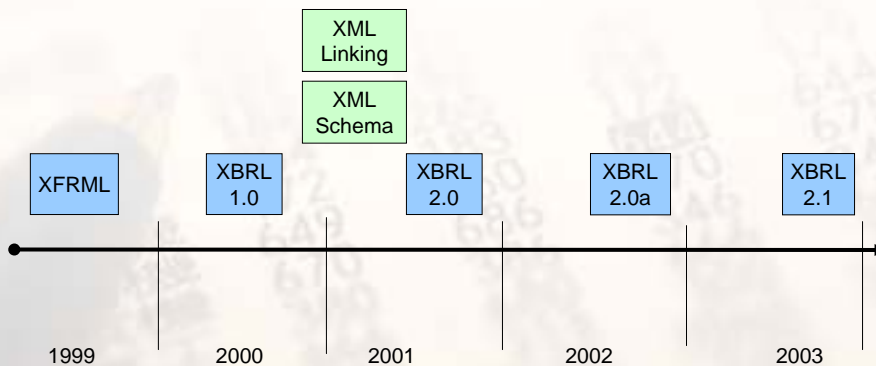 XML
Linking
XML
Schema
XFRML
XBRL
1.0
XBRL
2.0
XBRL
2.0a
XBRL
2.1
1999
2000
2001
2002
2003